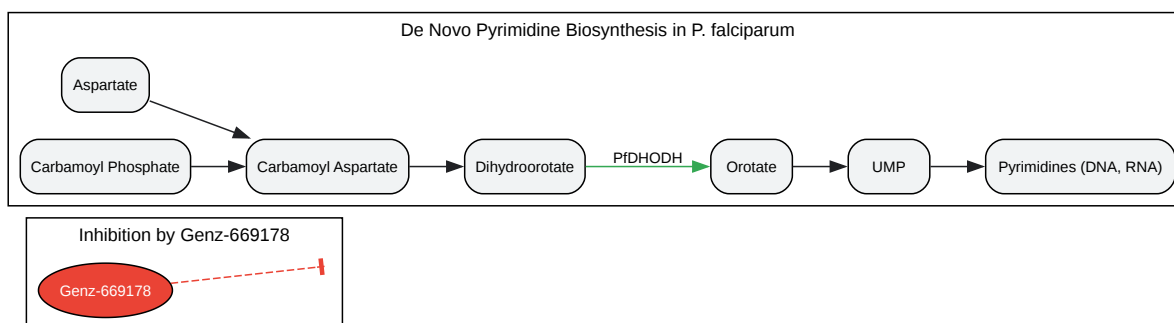 De Novo Pyrimidine Biosynthesis in P. falciparum
Aspartate
Carbamoyl Phosphate
Carbamoyl Aspartate
Dihydroorotate
PfDHODH
Orotate
UMP
Pyrimidines (DNA, RNA)
Inhibition by Genz-669178
Genz-669178